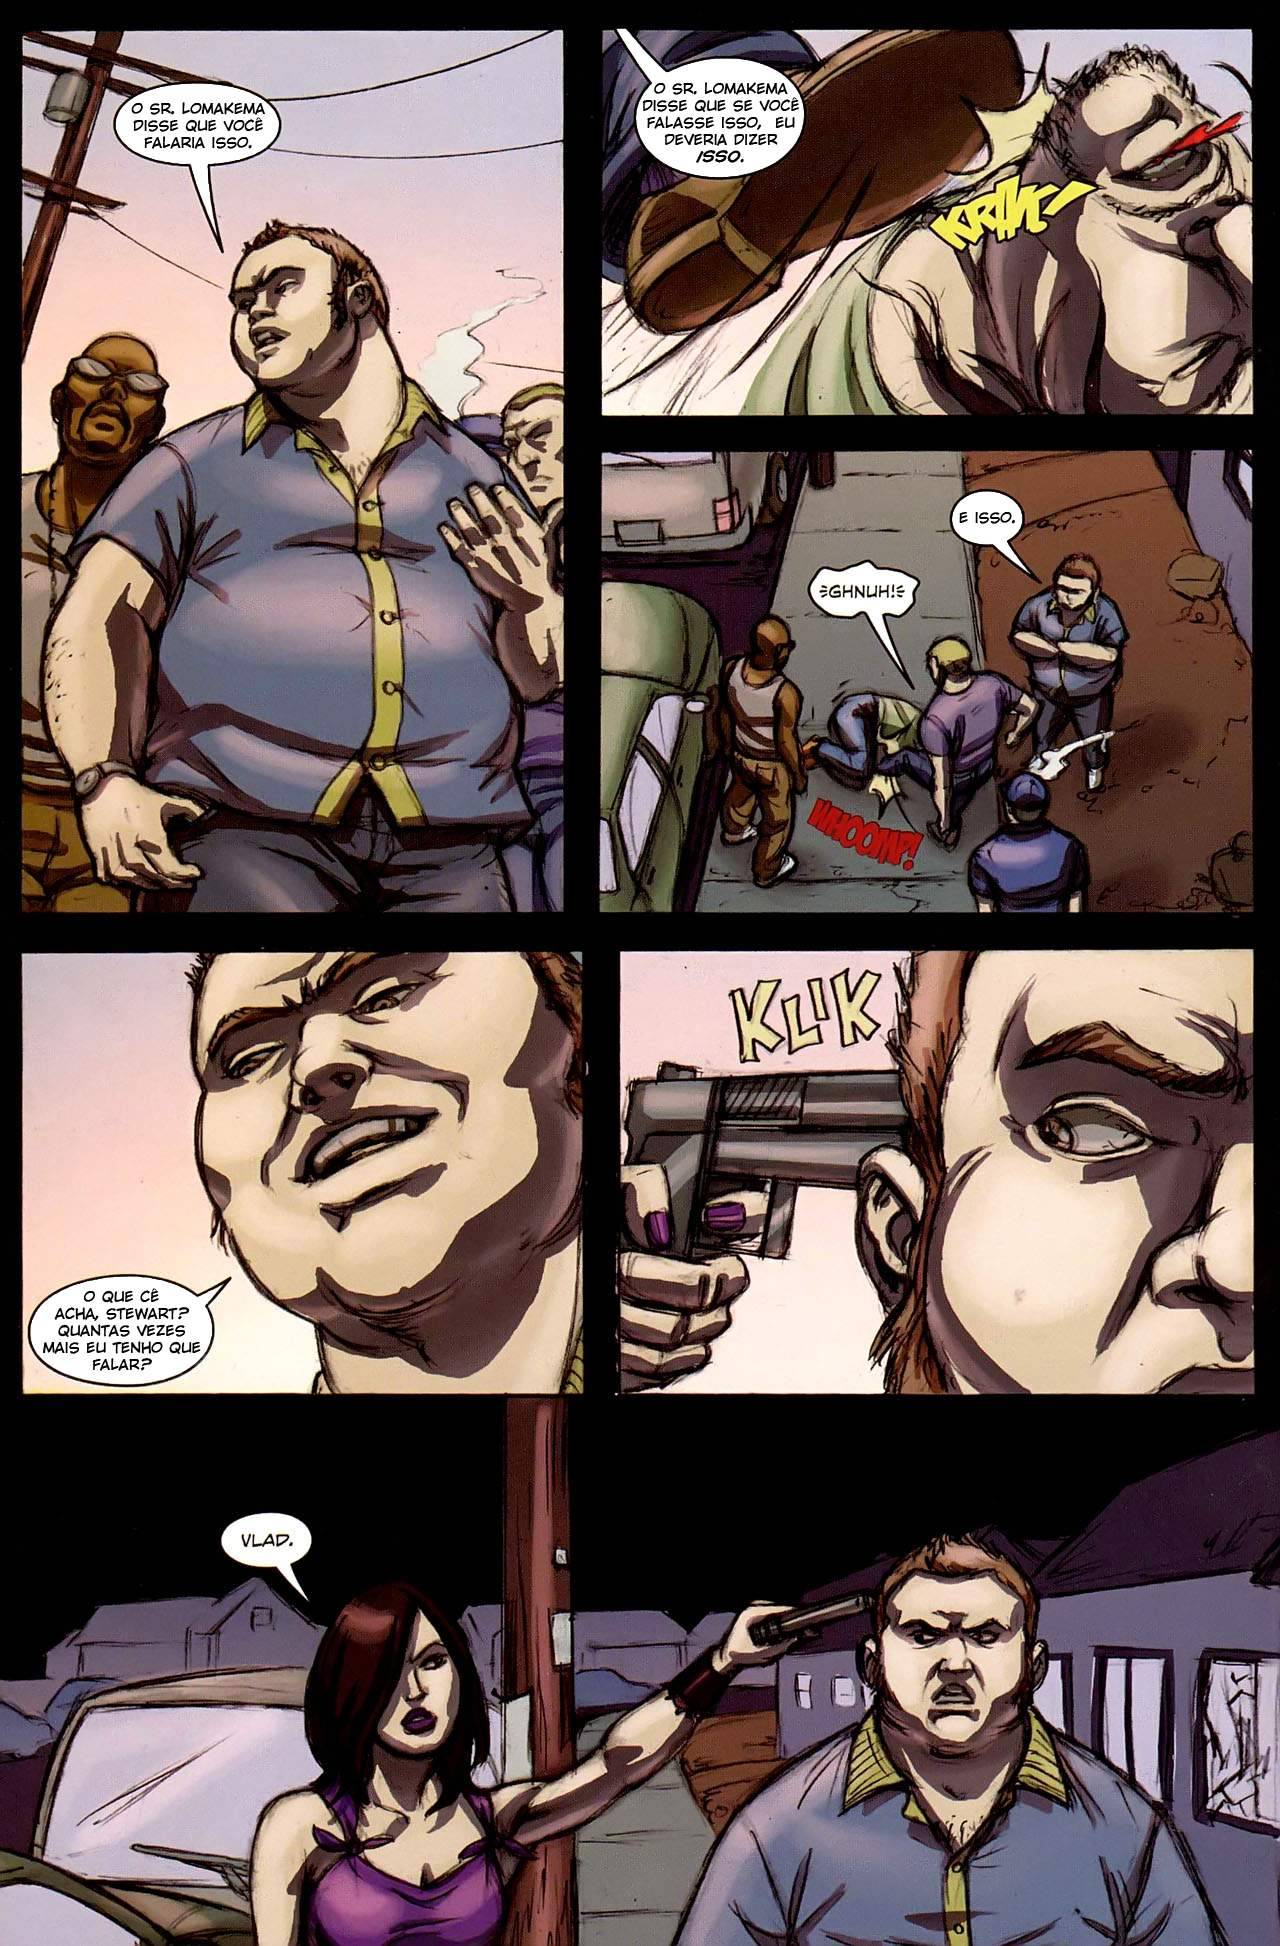 O SR. LOMAKEMA
DISSE QUE VOCÊ
FALARIA ISSO.
O SR. LOMAKEMA
DISSE QUE SE VOCÊ
FALASSE ISSO, EU
DEVERIA DIZER
ISSO.
KRAK!
E ISSO.
GHNUH!
WHOOMP!
O QUE CÊ
ACHA, STEWART?
QUANTAS VEZES
MAIS EU TENHO QUE
FALAR?
KLIK
VLAD.